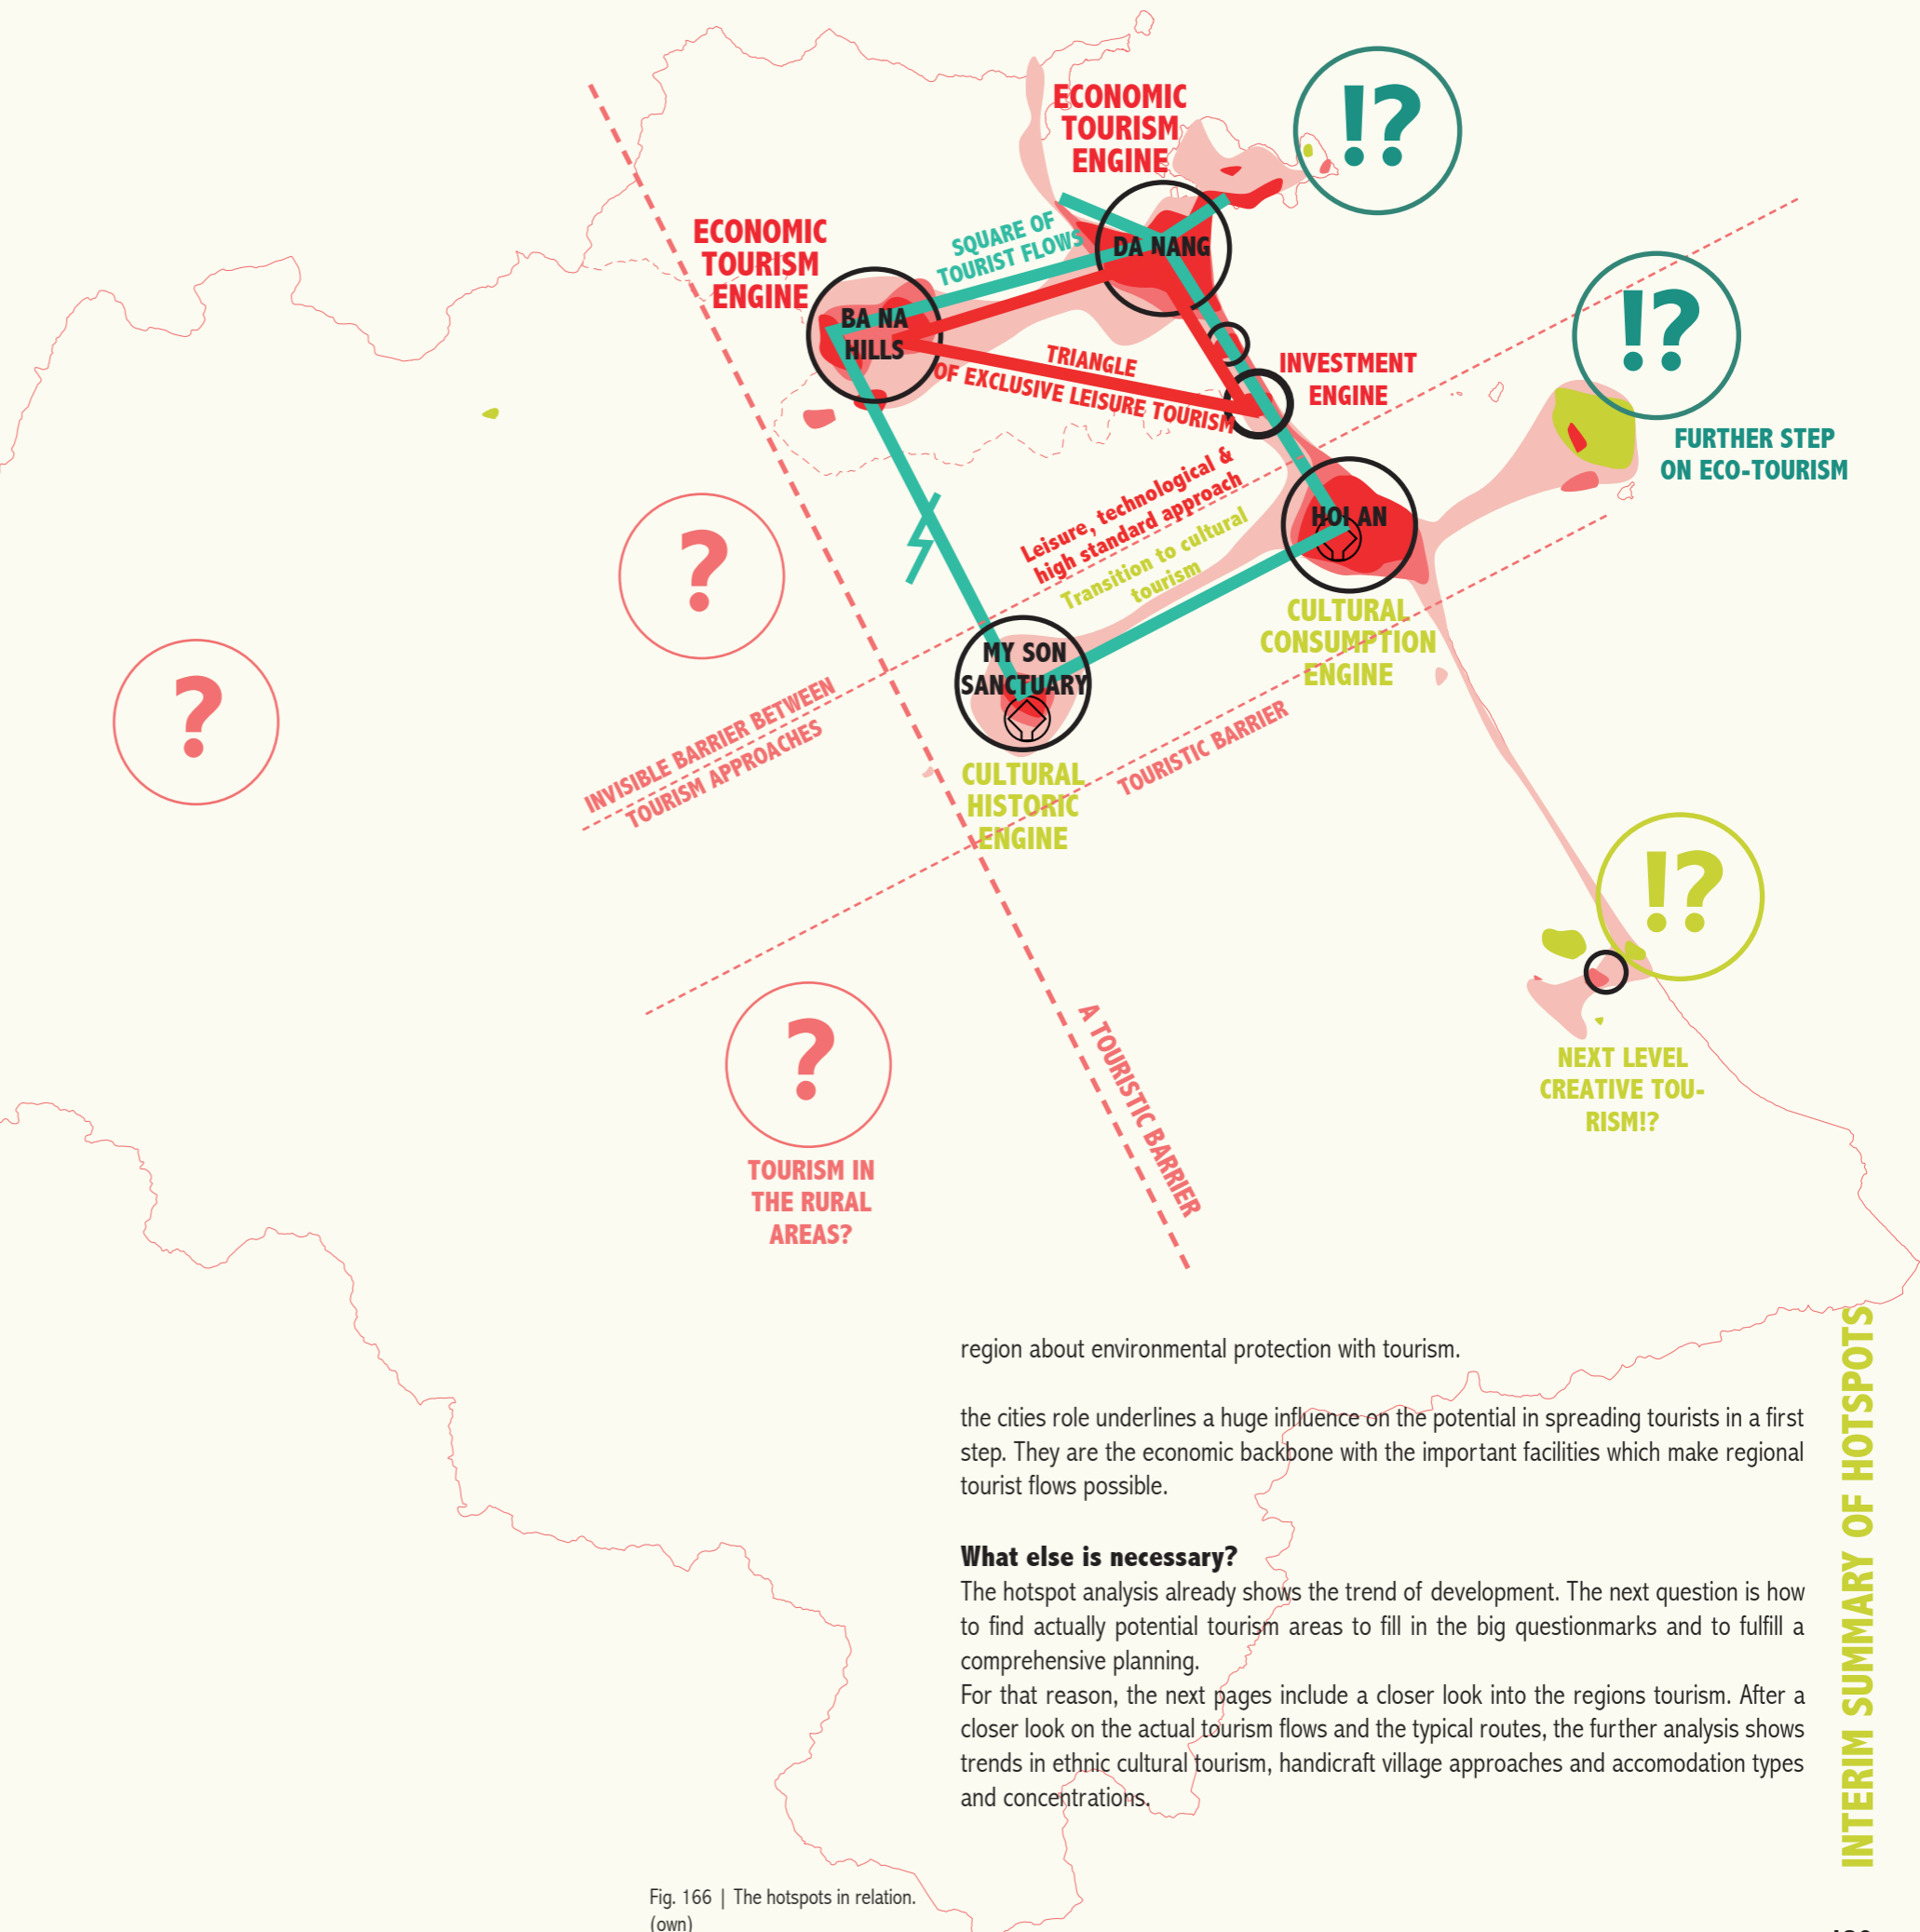 ECONOMIC
TOURISM
ENGINE
!?
ECONOMIC
TOURISM
ENGINE
SQUARE OF
TOURIST FLOWS
DA NANG
BA NA
HILLS
TRIANGLE
OF EXCLUSIVE LEISURE TOURISM
INVESTMENT
ENGINE
!?
FURTHER STEP
ON ECO-TOURISM
Leisure, technological &
high standard approach
Transition to cultural
tourism
HOI AN
CULTURAL
CONSUMPTION
ENGINE
?
?
MY SON
SANCTUARY
CULTURAL
HISTORIC
ENGINE
INVISIBLE BARRIER BETWEEN
TOURISM APPROACHES
TOURISTIC BARRIER
!?
NEXT LEVEL
CREATIVE TOU-
RISM!?
?
TOURISM IN
THE RURAL
AREAS?
A TOURISTIC BARRIER
region about environmental protection with tourism.
the cities role underlines a huge influence on the potential in spreading tourists in a first
step. They are the economic backbone with the important facilities which make regional
tourist flows possible.
What else is necessary?
The hotspot analysis already shows the trend of development. The next question is how
to find actually potential tourism areas to fill in the big questionmarks and to fulfill a
comprehensive planning.
For that reason, the next pages include a closer look into the regions tourism. After a
closer look on the actual tourism flows and the typical routes, the further analysis shows
trends in ethnic cultural tourism, handicraft village approaches and accomodation types
and concentrations.
INTERIM SUMMARY OF HOTSPOTS
Fig. 166 | The hotspots in relation.
(own)